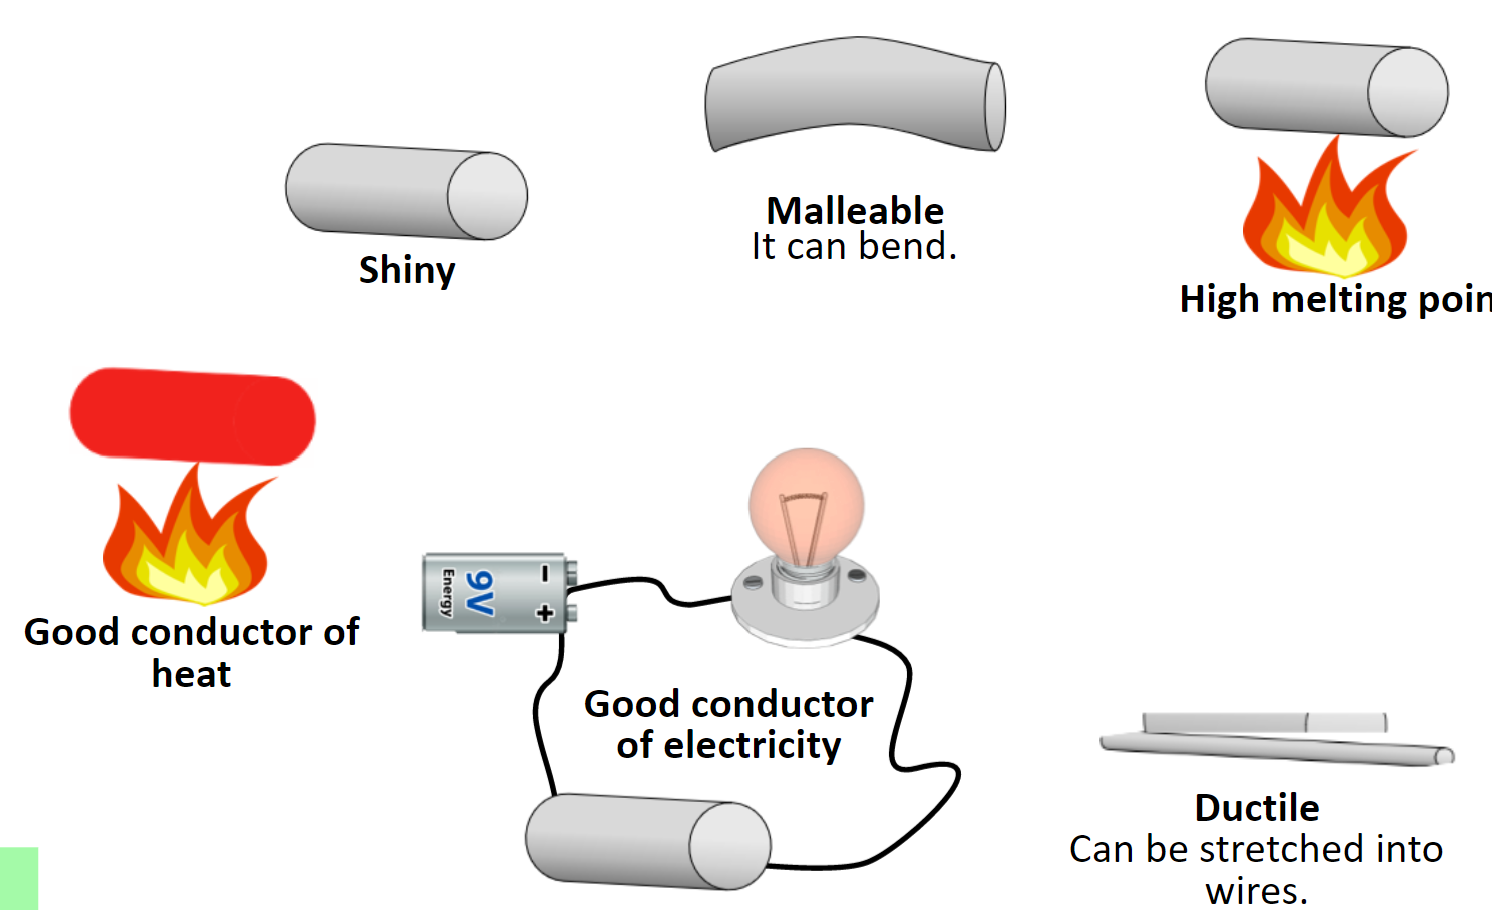 Shiny
Malleable
It can bend.
High melting poin
Good conductor of
heat
9V
Energy
-
+
Good conductor
of electricity
Ductile
Can be stretched into
wires.